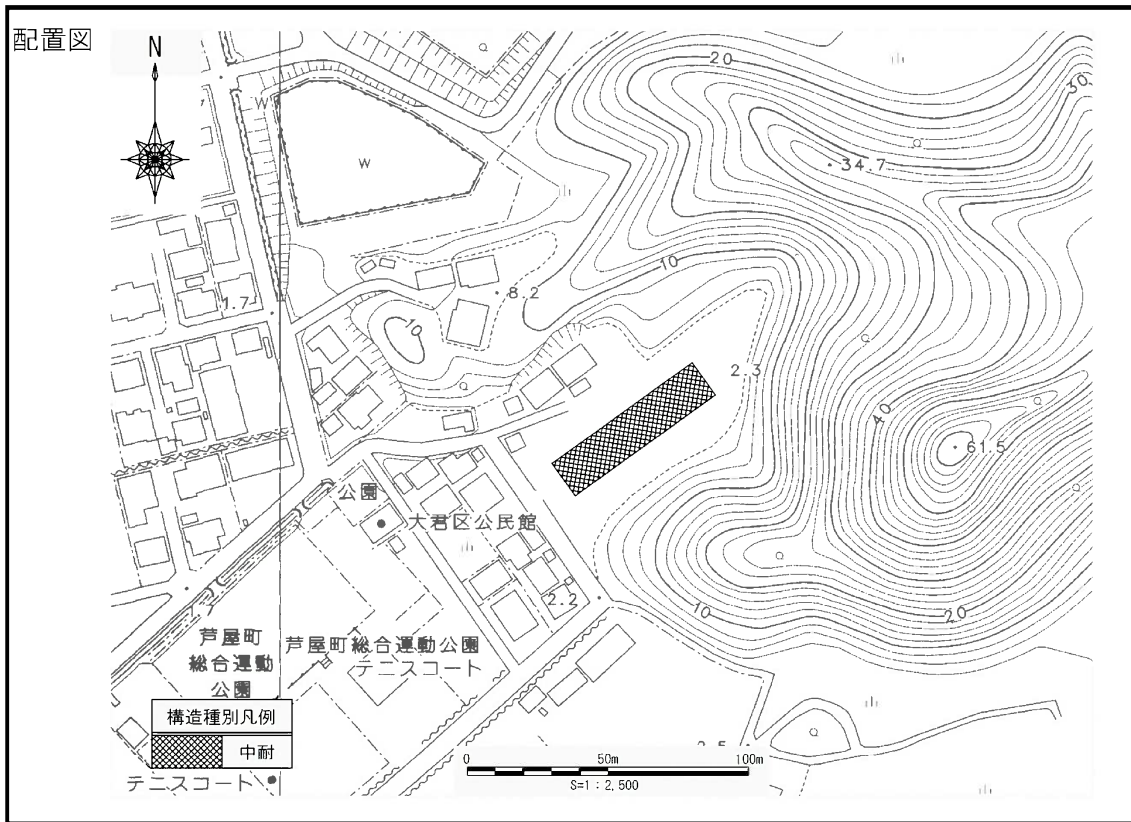 配置図
N
W
W
20
30
34.7
10
8.2
1.7
10
2.3
40
61.5
公園
大君区公民館
2.2
10
20
芦屋町
総合運動
公園
芦屋町総合運動公園
テニスコート
構造種別凡例
中耐
テニスコート
0 50m 100m
S=1：2,500